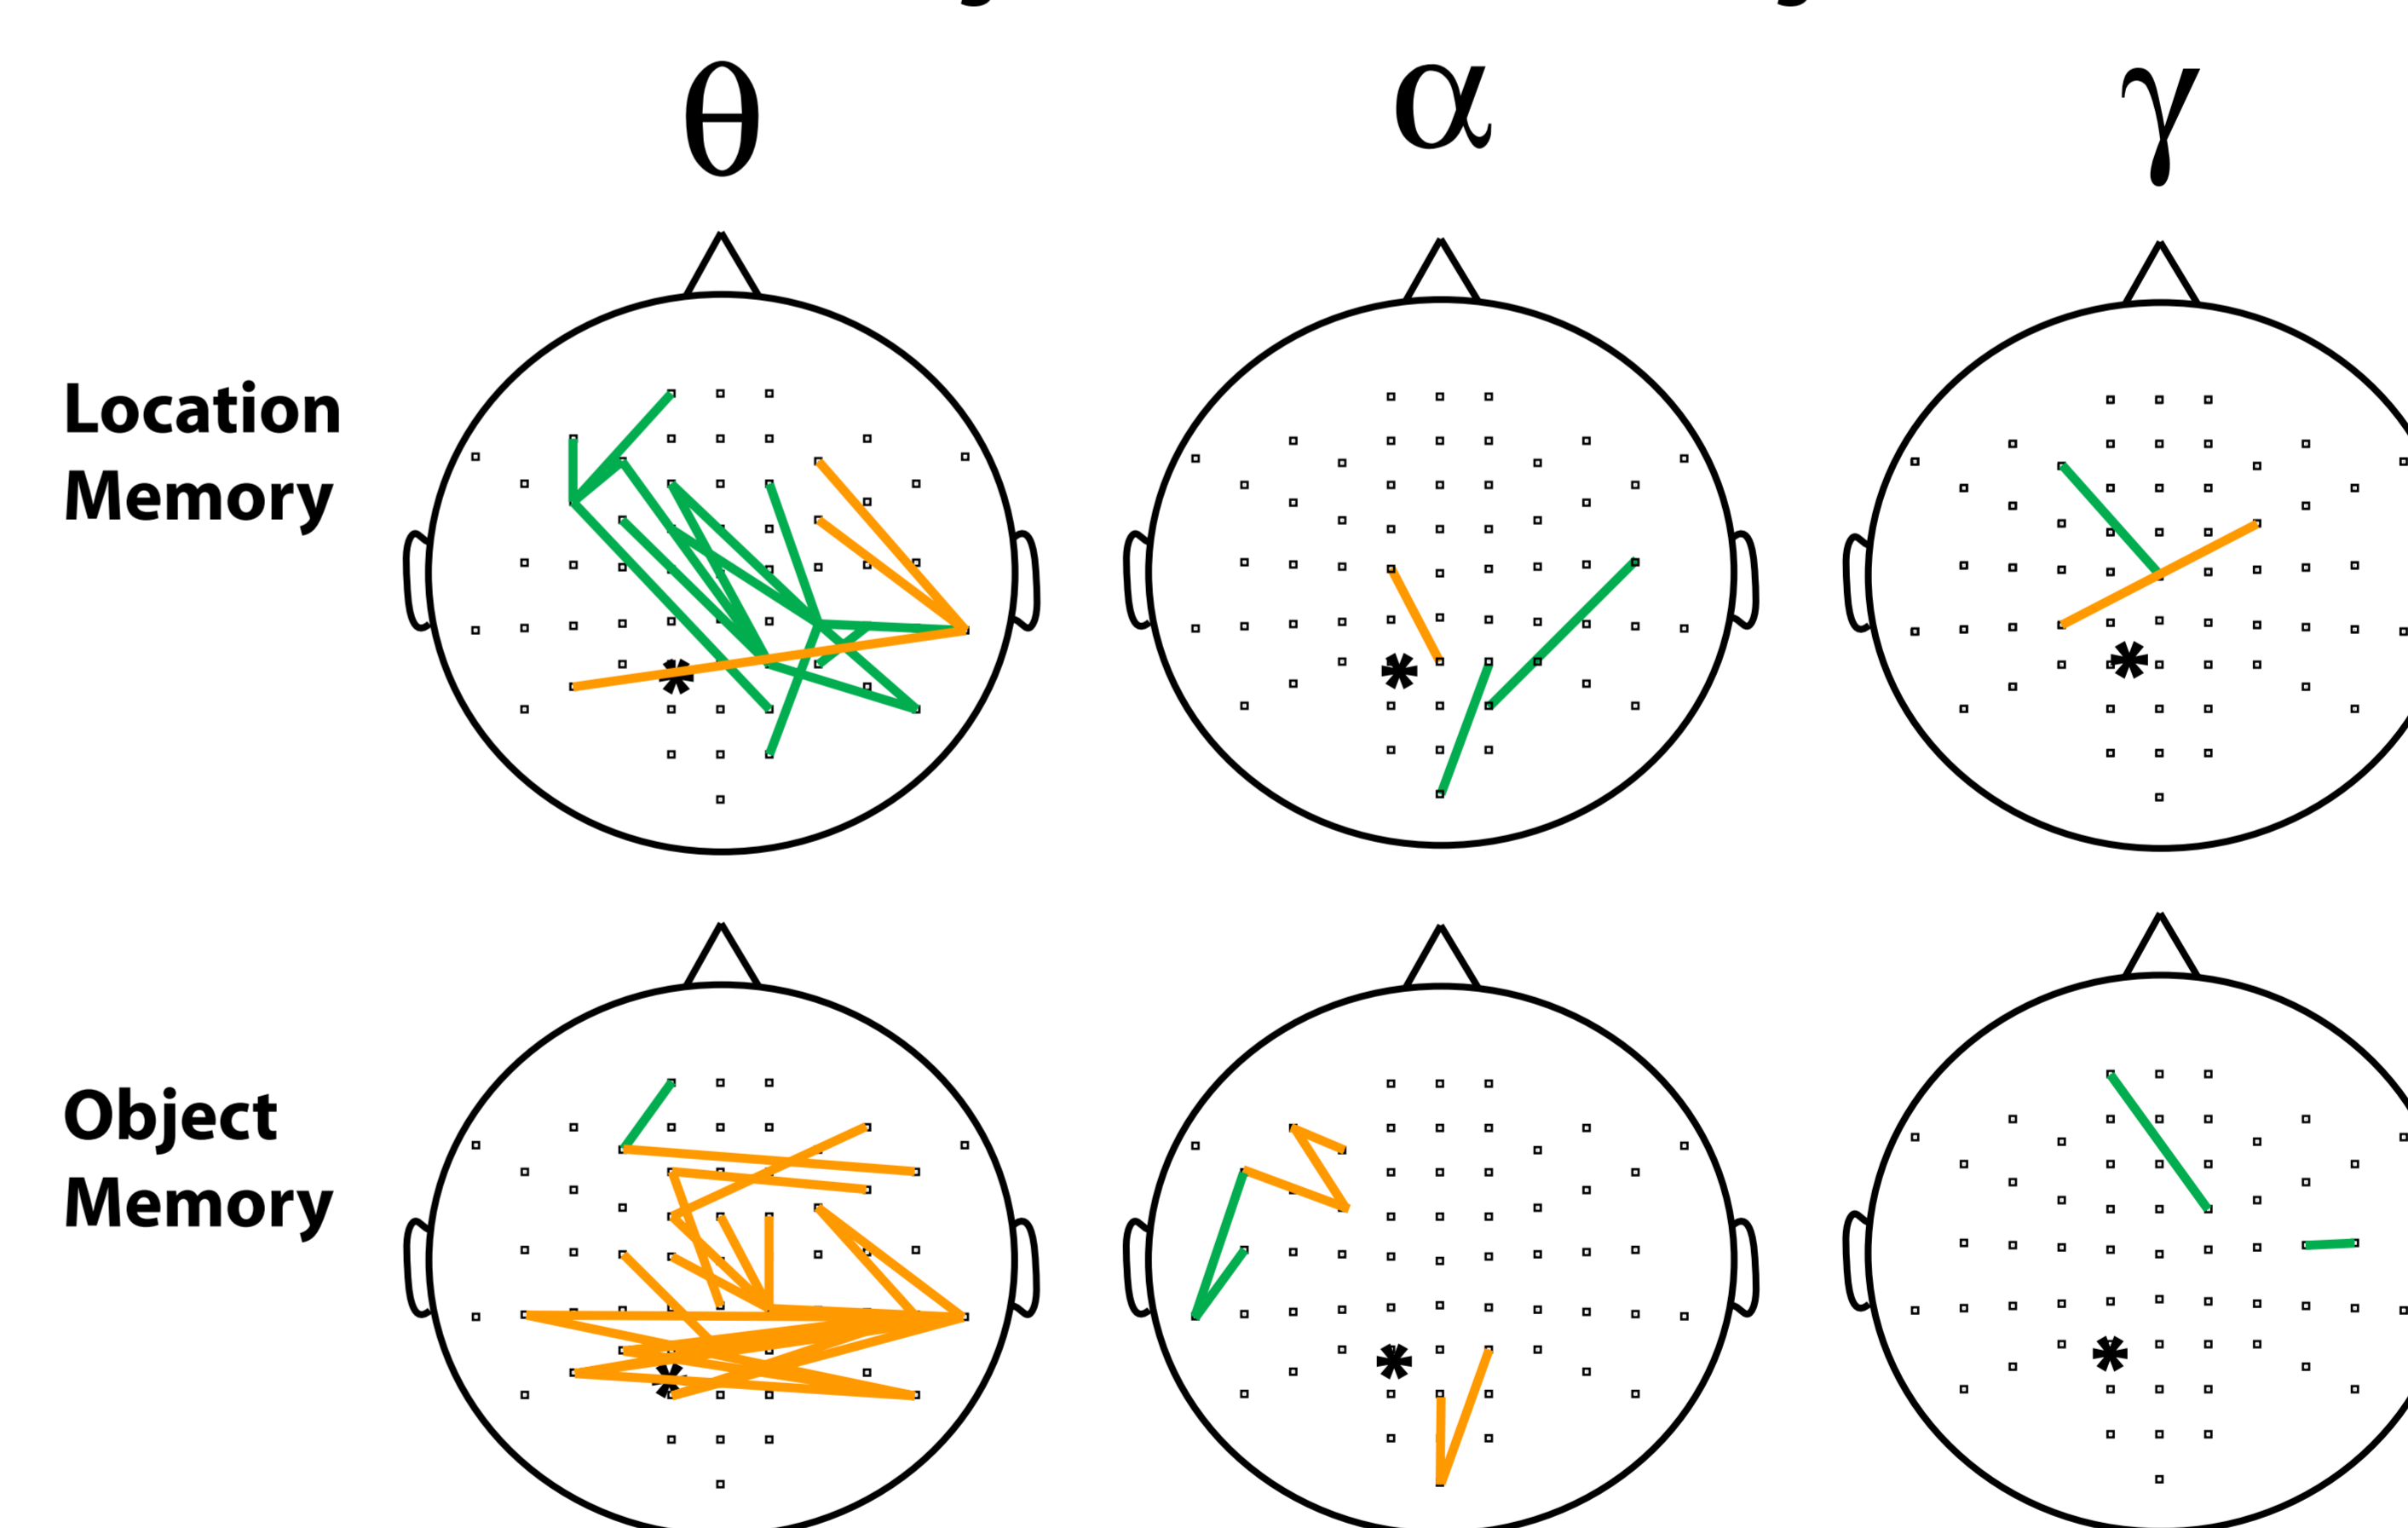 θ α γ
Location
Memory
Object
Memory